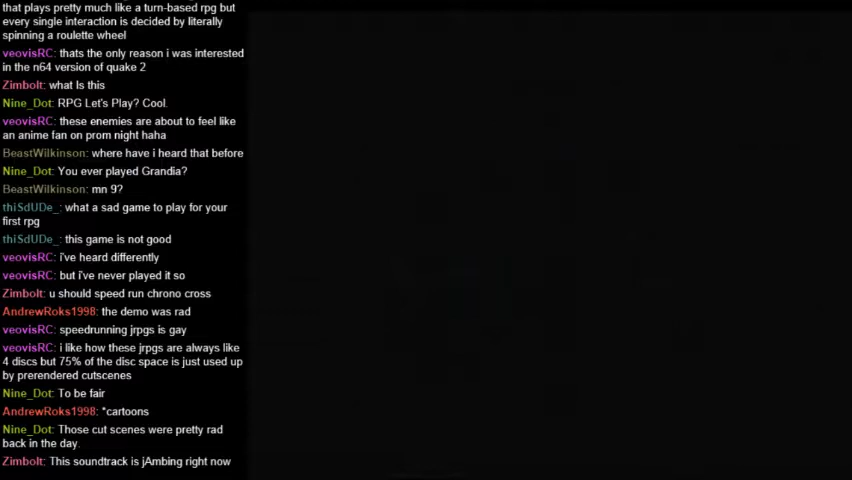 that plays pretty much like a turn-based rpg but
every single interaction is decided by literally
spinning a roulette wheel
veovisRC: thats the only reason i was interested
in the n64 version of quake 2
Zimbolt: what Is this
Nine_Dot: RPG Let's Play? Cool.
veovisRC: these enemies are about to feel like
an anime fan on prom night haha
BeastWilkinson: where have i heard that before
Nine_Dot: You ever played Grandia?
BeastWilkinson: mn 9?
thiSdUDe_: what a sad game to play for your
first rpg
thiSdUDe_: this game is not good
veovisRC: i've heard differently
veovisRC: but i've never played it so
Zimbolt: u should speed run chrono cross
AndrewRoks1998: the demo was rad
veovisRC: speedrunning jrpgs is gay
veovisRC: i like how these jrpgs are always like
4 discs but 75% of the disc space is just used up
by prerendered cutscenes
Nine_Dot: To be fair
AndrewRoks1998: *cartoons
Nine_Dot: Those cut scenes were pretty rad
back in the day.
Zimbolt: This soundtrack is jAmbing right now